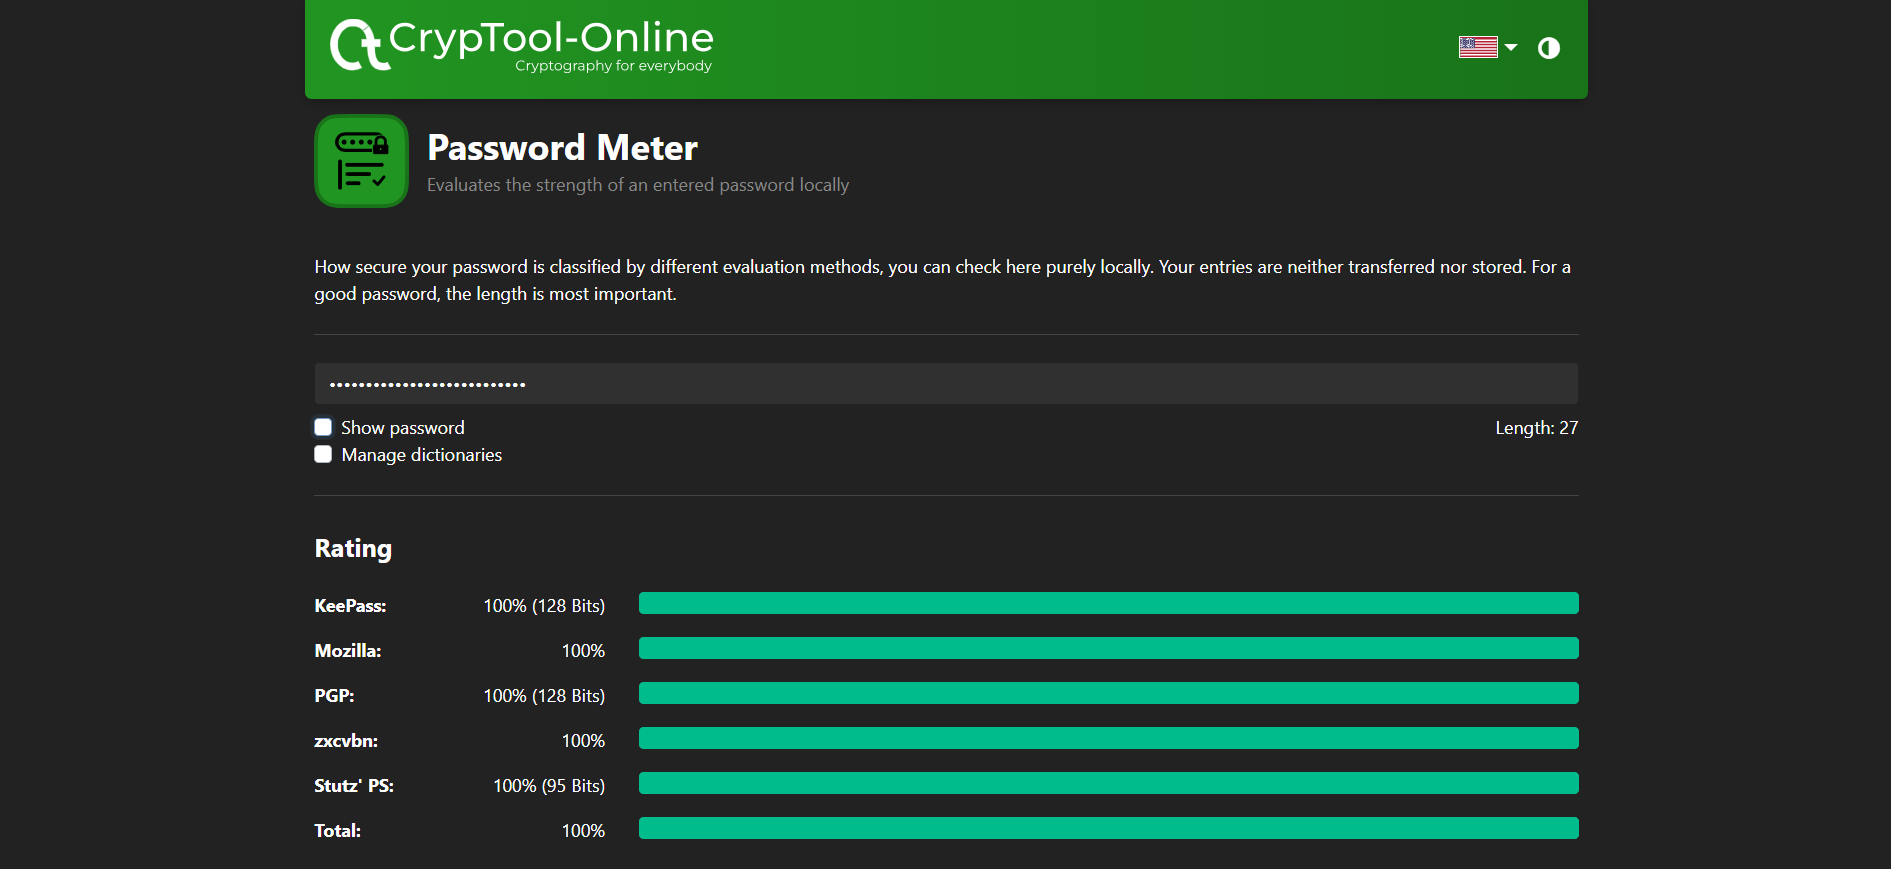 CrypTool-Online
Cryptography for everybody
Password Meter
Evaluates the strength of an entered password locally
How secure your password is classified by different evaluation methods, you can check here purely locally. Your entries are neither transferred nor stored. For a
good password, the length is most important.
•••••••••••••••••••••••••••
Show password
Length: 27
Manage dictionaries
Rating
KeePass: 100% (128 Bits)
Mozilla: 100%
PGP: 100% (128 Bits)
zxcvbn: 100%
Stutz' PS: 100% (95 Bits)
Total: 100%